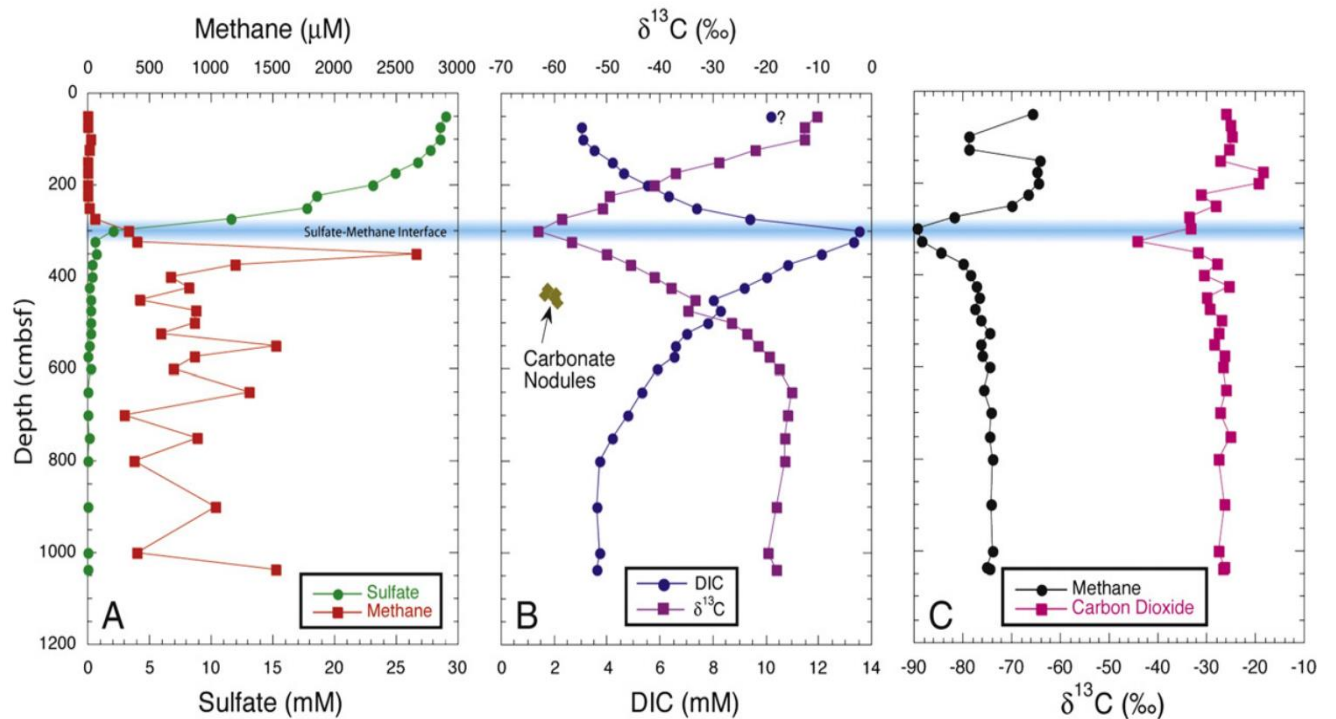 Methane (μM)
0 500 1000 1500 2000 2500 3000
δ¹³C (‰)
-70 -60 -50 -40 -30 -20 -10 0
Depth (cmbsf)
0
200
400
600
800
1000
1200
?
Sulfate-Methane Interface
Carbonate
Nodules
Sulfate
Methane
A
DIC
δ¹³C
B
Methane
Carbon Dioxide
C
0 5 10 15 20 25 30
Sulfate (mM)
0 2 4 6 8 10 12 14
DIC (mM)
-90 -80 -70 -60 -50 -40 -30 -20 -10
δ¹³C (‰)